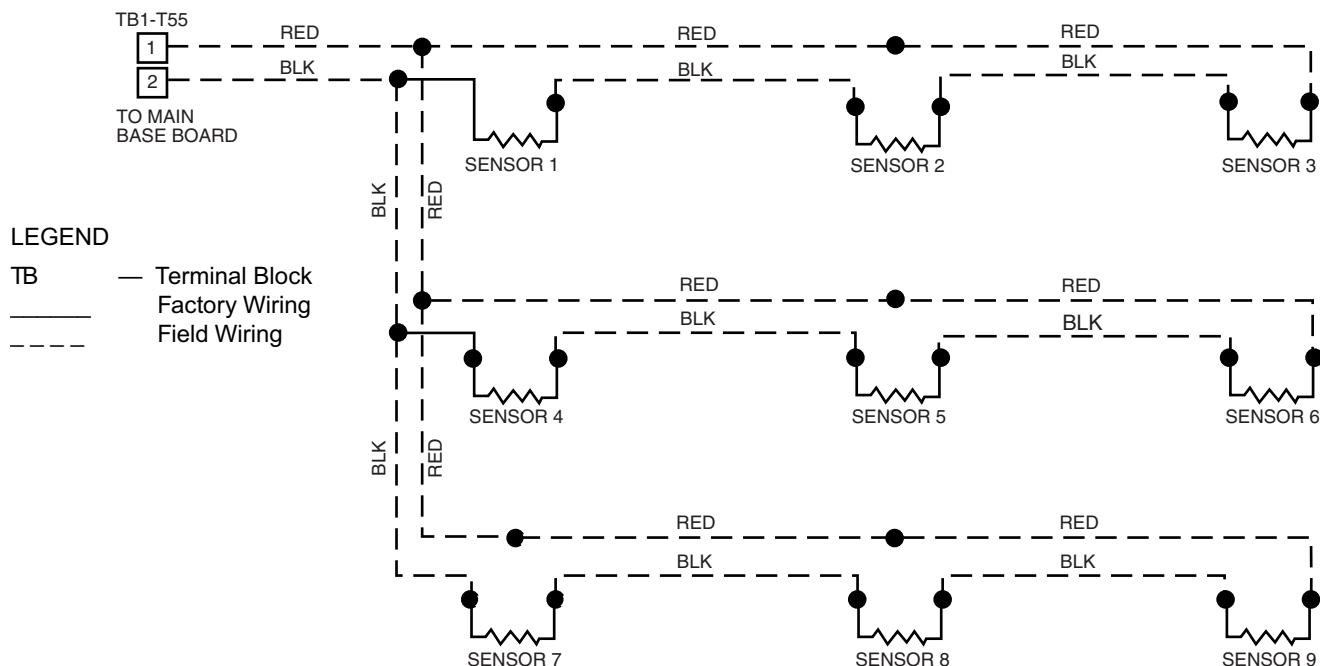 TB1-T55
1
RED
RED
RED
2
BLK
BLK
BLK
TO MAIN
BASE BOARD
SENSOR 1
SENSOR 2
SENSOR 3
BLK
RED
LEGEND
TB — Terminal Block
Factory Wiring
Field Wiring
RED
RED
BLK
BLK
SENSOR 4
SENSOR 5
SENSOR 6
BLK
RED
RED
RED
BLK
BLK
SENSOR 7
SENSOR 8
SENSOR 9